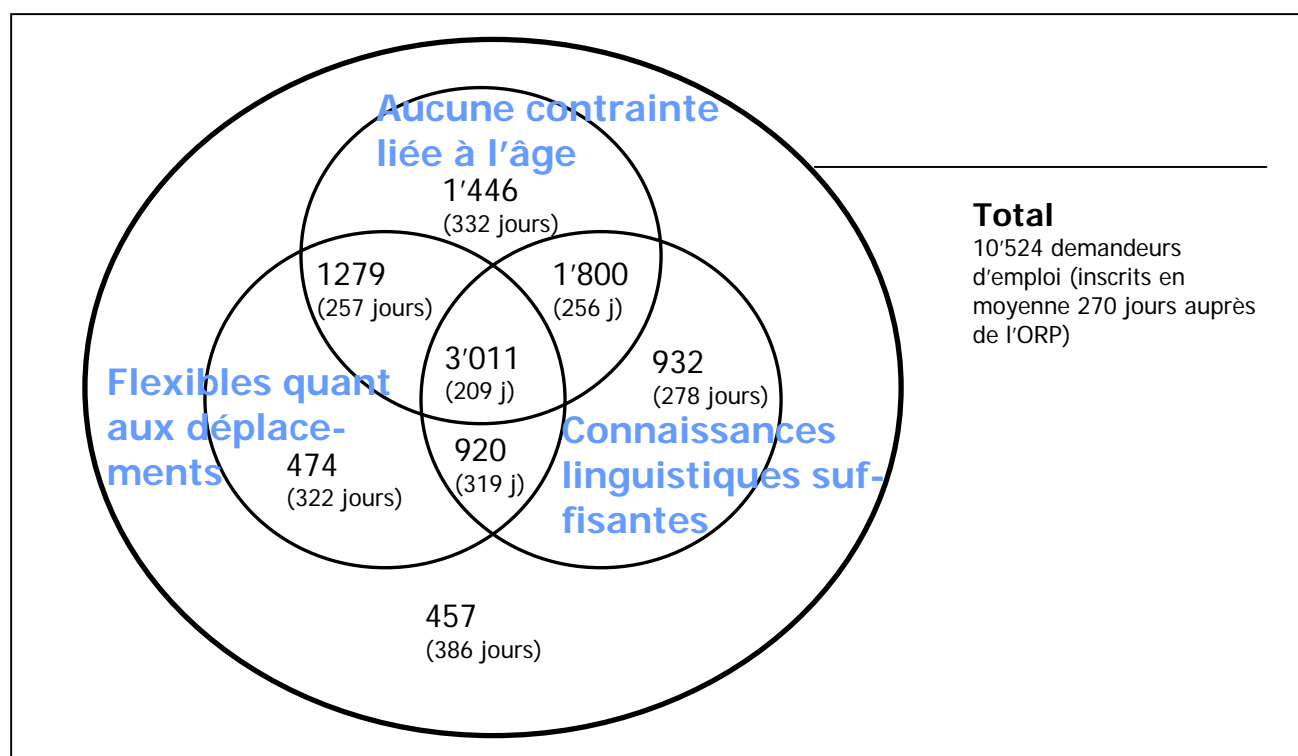 Aucune contrainte
liée à l'âge
1'446
(332 jours)
1279
(257 jours)
1'800
(256 j)
3'011
(209 j)
932
(278 jours)
Flexibles quant
aux déplace-
ments
474
(322 jours)
920
(319 j)
Connaissances
linguistiques suf-
fisantes
457
(386 jours)
Total
10'524 demandeurs
d'emploi (inscrits en
moyenne 270 jours auprès
de l'ORP)